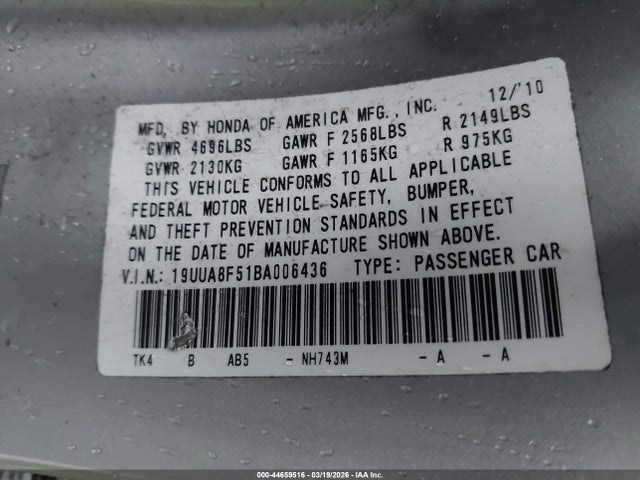 12/'10
MFD. BY HONDA OF AMERICA MFG., INC.
GVWR 4696LBS GAWR F 2568LBS R 2149LBS
GVWR 2130KG GAWR F 1165KG R 975KG
THIS VEHICLE CONFORMS TO ALL APPLICABLE
FEDERAL MOTOR VEHICLE SAFETY, BUMPER,
AND THEFT PREVENTION STANDARDS IN EFFECT
ON THE DATE OF MANUFACTURE SHOWN ABOVE.
V.I.N.: 19UUA8F51BA006436 TYPE: PASSENGER CAR
TK4 B AB5 - NH743M - A - A
000-44659516 | 03/19/2026 - IAA Inc.